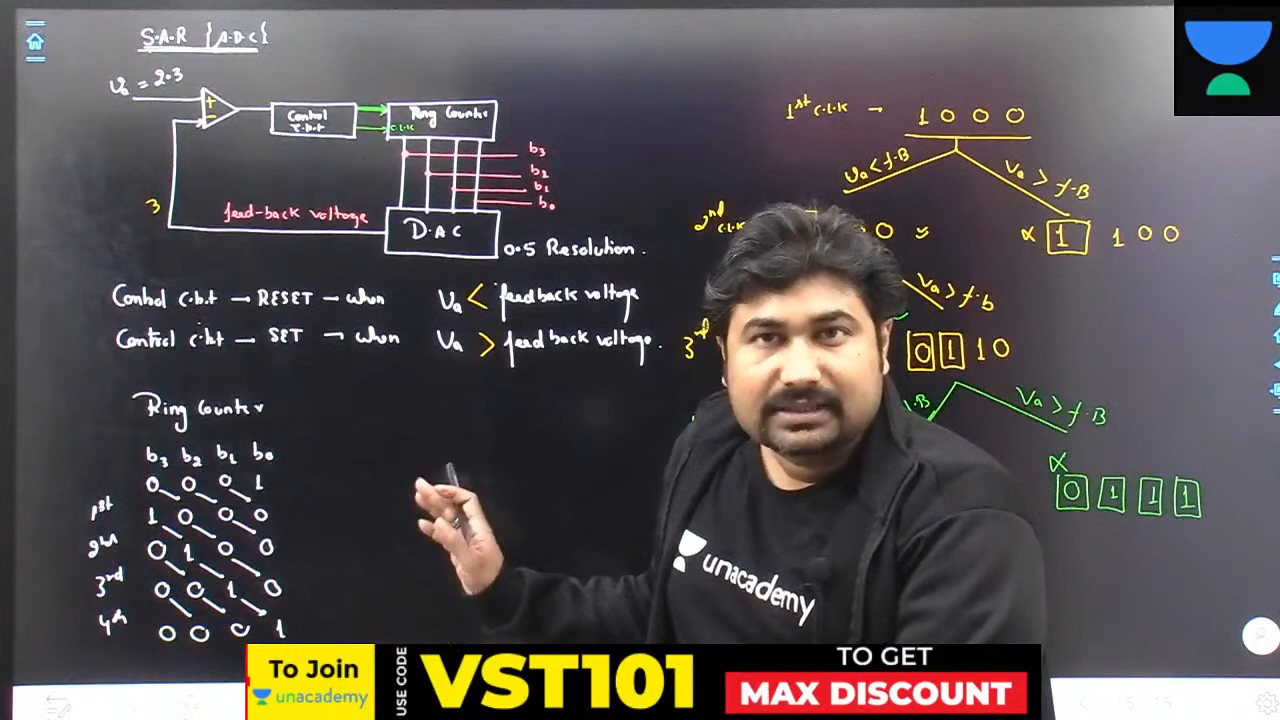 S.A.R {A.D.C}
Va = 2.3
+
-
Control
c.k.t
C.L.K
Ring Counter
b3
b2
b1
b0
3
feed-back voltage
D.A.C
0.5 Resolution.
Control c.k.t → RESET → when Va < feedback voltage
Control c.k.t → SET → when Va > feedback voltage.
Ring Counter
b3 b2 b1 b0
0 0 0 1
1st 1 0 0 0
2nd 0 1 0 0
3rd 0 0 1 0
4th 0 0 0 1
1st C.L.K → 1 0 0 0
Va < f.B
Va > f.B
2nd C.L.K
0
1 1 0 0
Va > f.b
3rd
0 1 1 0
.B
Va > f.B
0 1 1 1
unacademy
To Join
unacademy
USE CODE
VST101
TO GET
MAX DISCOUNT
15 15